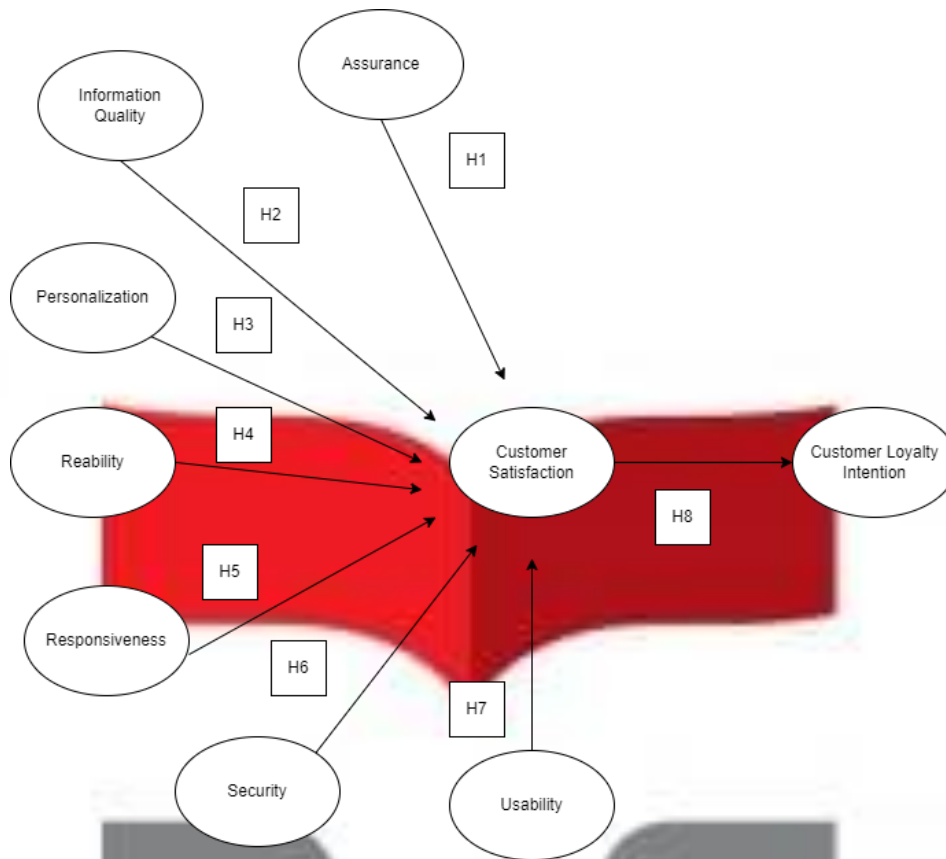 Assurance
Information
Quality
H1
H2
Personalization
H3
H4
Reability
Customer
Satisfaction
Customer Loyalty
Intention
H8
H5
Responsiveness
H6
H7
Security
Usability